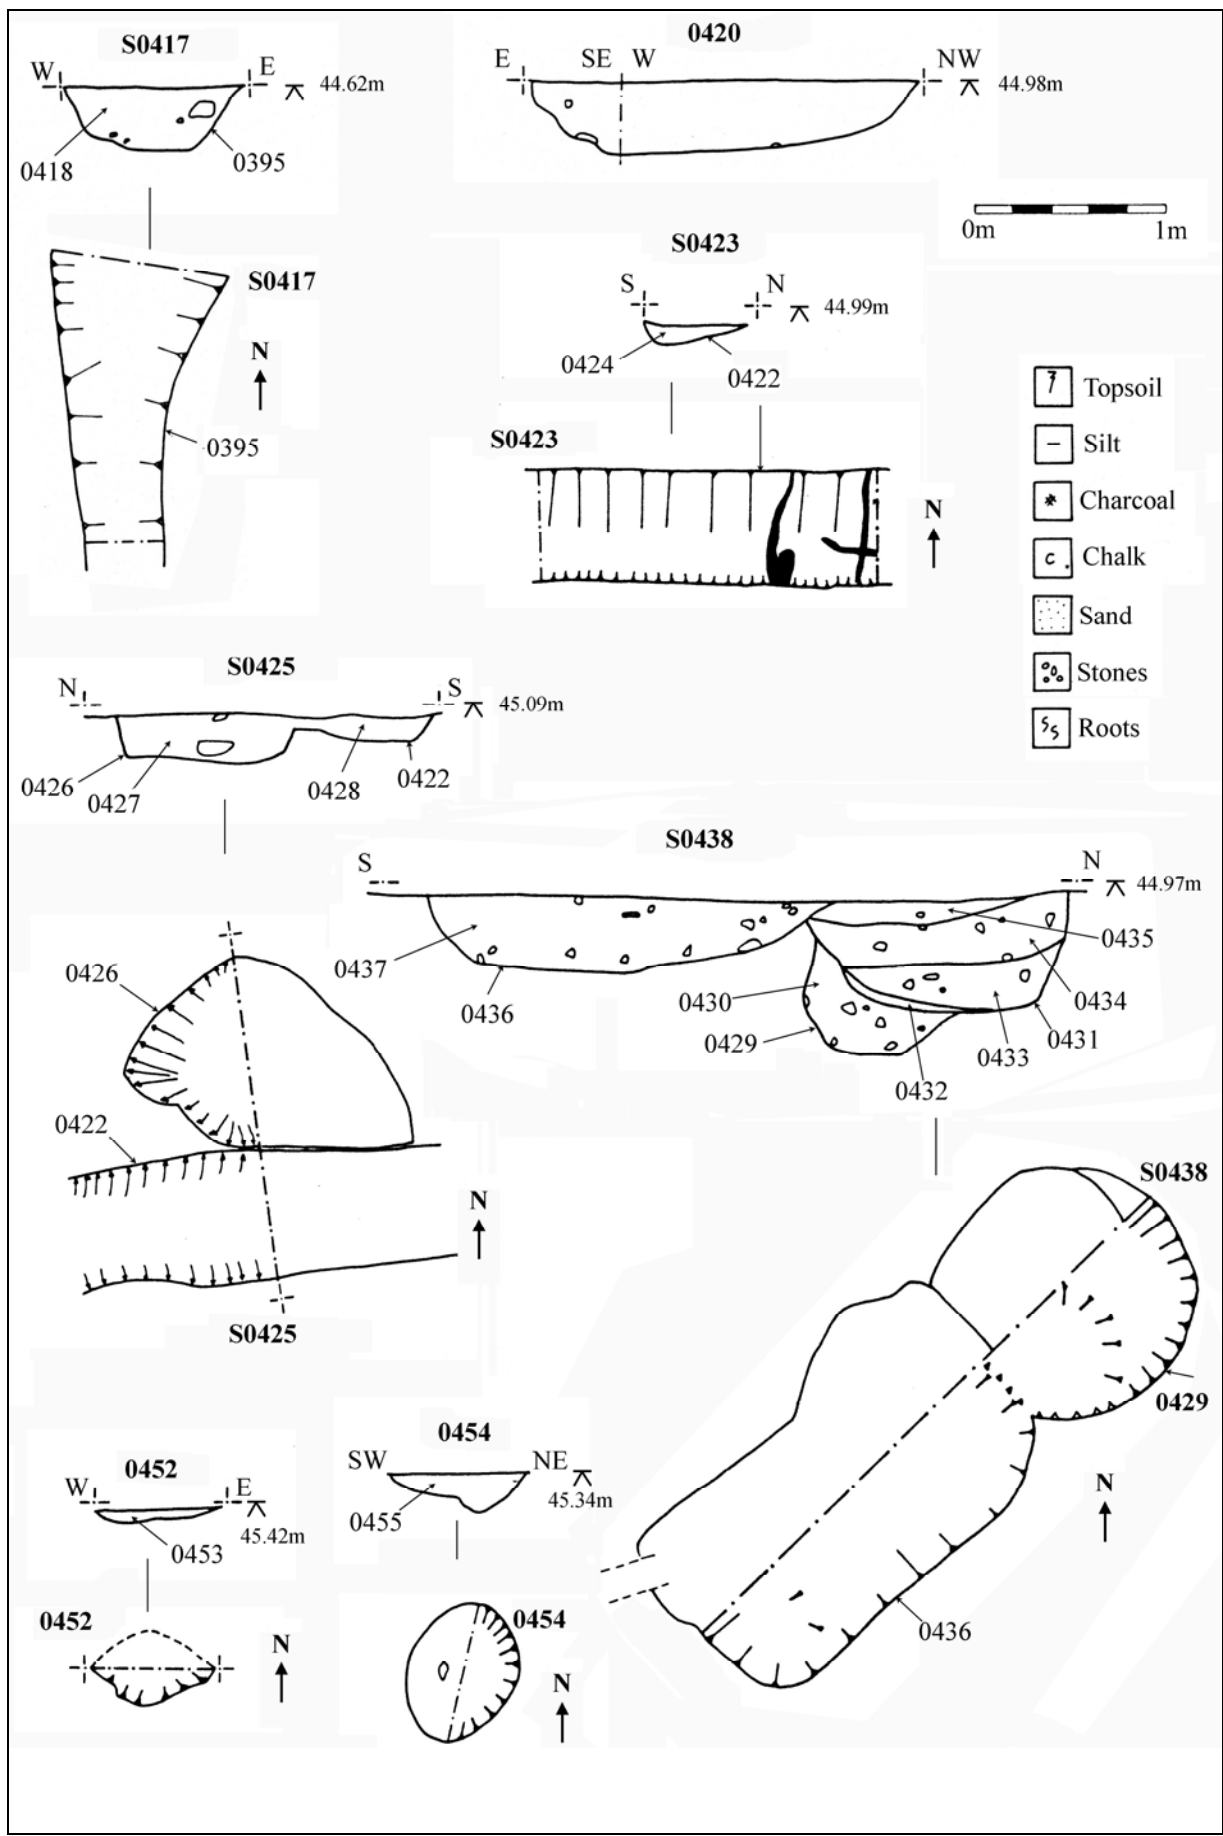 S0417
W E 44.62m
0418 0395
S0417
N
0395
0420
E SE W NW 44.98m
0m 1m
S0423
S N 44.99m
0424 0422
S0423
N
Topsoil
Silt
Charcoal
Chalk
Sand
Stones
Roots
S0425
N S 45.09m
0426 0427 0428 0422
0426
0422
N
S0425
S0438
S N 44.97m
0437 0436 0430 0429 0432 0433 0431 0434 0435
S0438
0429
N
0436
0452
W E 45.42m
0453
0452
N
0454
SW NE 45.34m
0455
0454
N